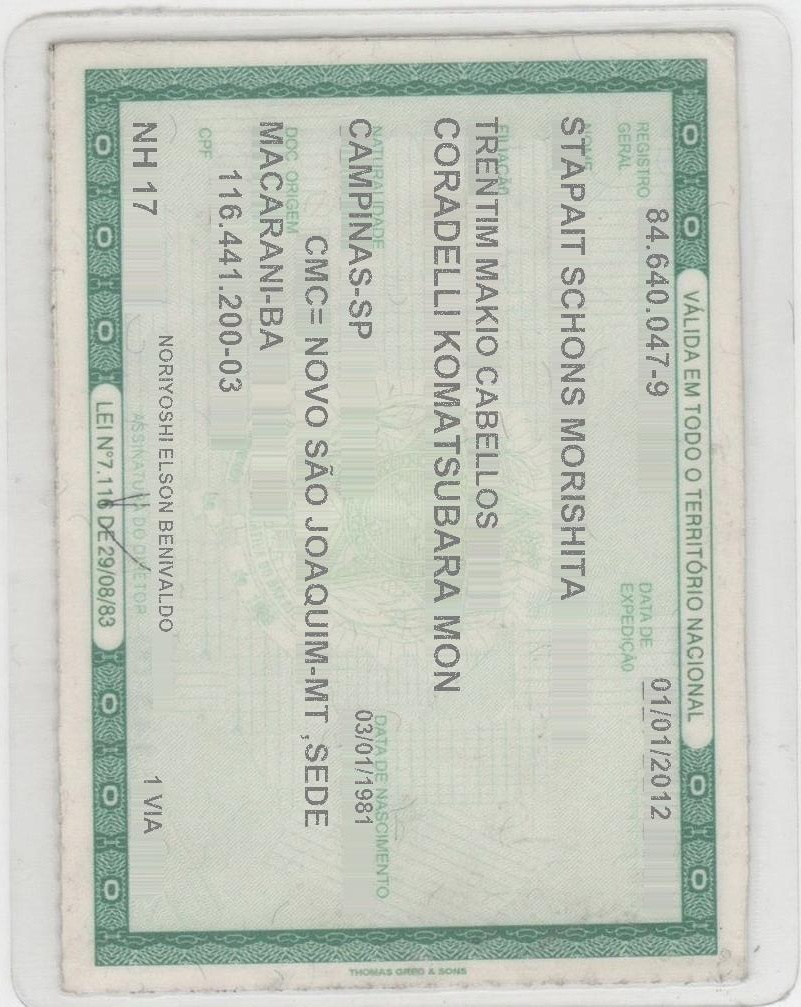 VÁLIDA EM TODO O TERRITÓRIO NACIONAL
REGISTRO GERAL 84.640.047-9 DATA DE EXPEDIÇÃO 01/01/2012
NOME
STAPAIT SCHONS MORISHITA
FILIAÇÃO
TRENTIM MAKIO CABELLOS
CORADELLI KOMATSUBARA MON
NATURALIDADE DATA DE NASCIMENTO
CAMPINAS-SP 03/01/1981
DOC ORIGEM CMC= NOVO SÃO JOAQUIM-MT ,SEDE
MACARANI-BA
CPF 116.441.200-03
NORIYOSHI ELSON BENIVALDO
NH 17 1 VIA
ASSINATURA DO DIRETOR
LEI Nº7.116 DE 29/08/83
THOMAS GREG & SONS